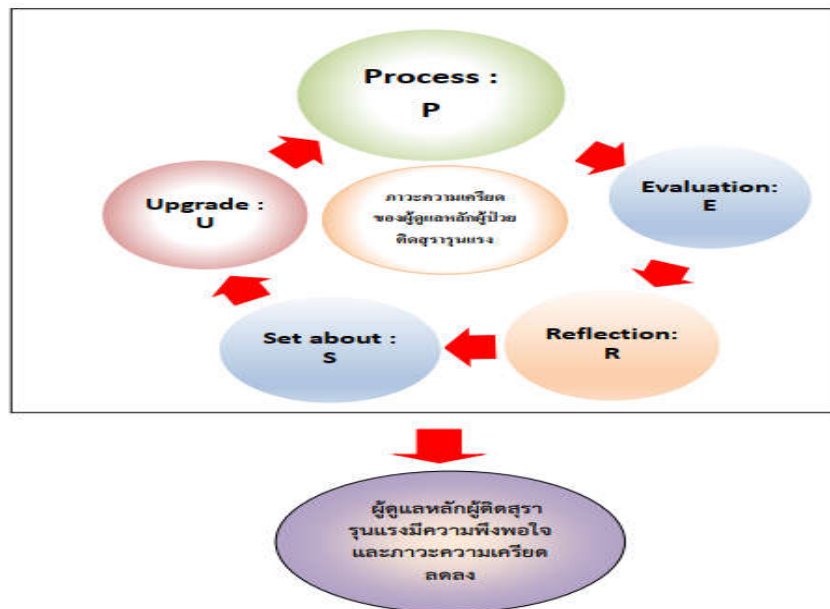 Process :
P
Evaluation:
E
Reflection:
R
Set about :
S
Upgrade :
U
ภาวะความเครียด
ของผู้ดูแลหลักผู้ป่วย
ติดสุรารุนแรง
ผู้ดูแลหลักผู้ติดสุรา
รุนแรงมีความพึงพอใจ
และภาวะความเครียด
ลดลง